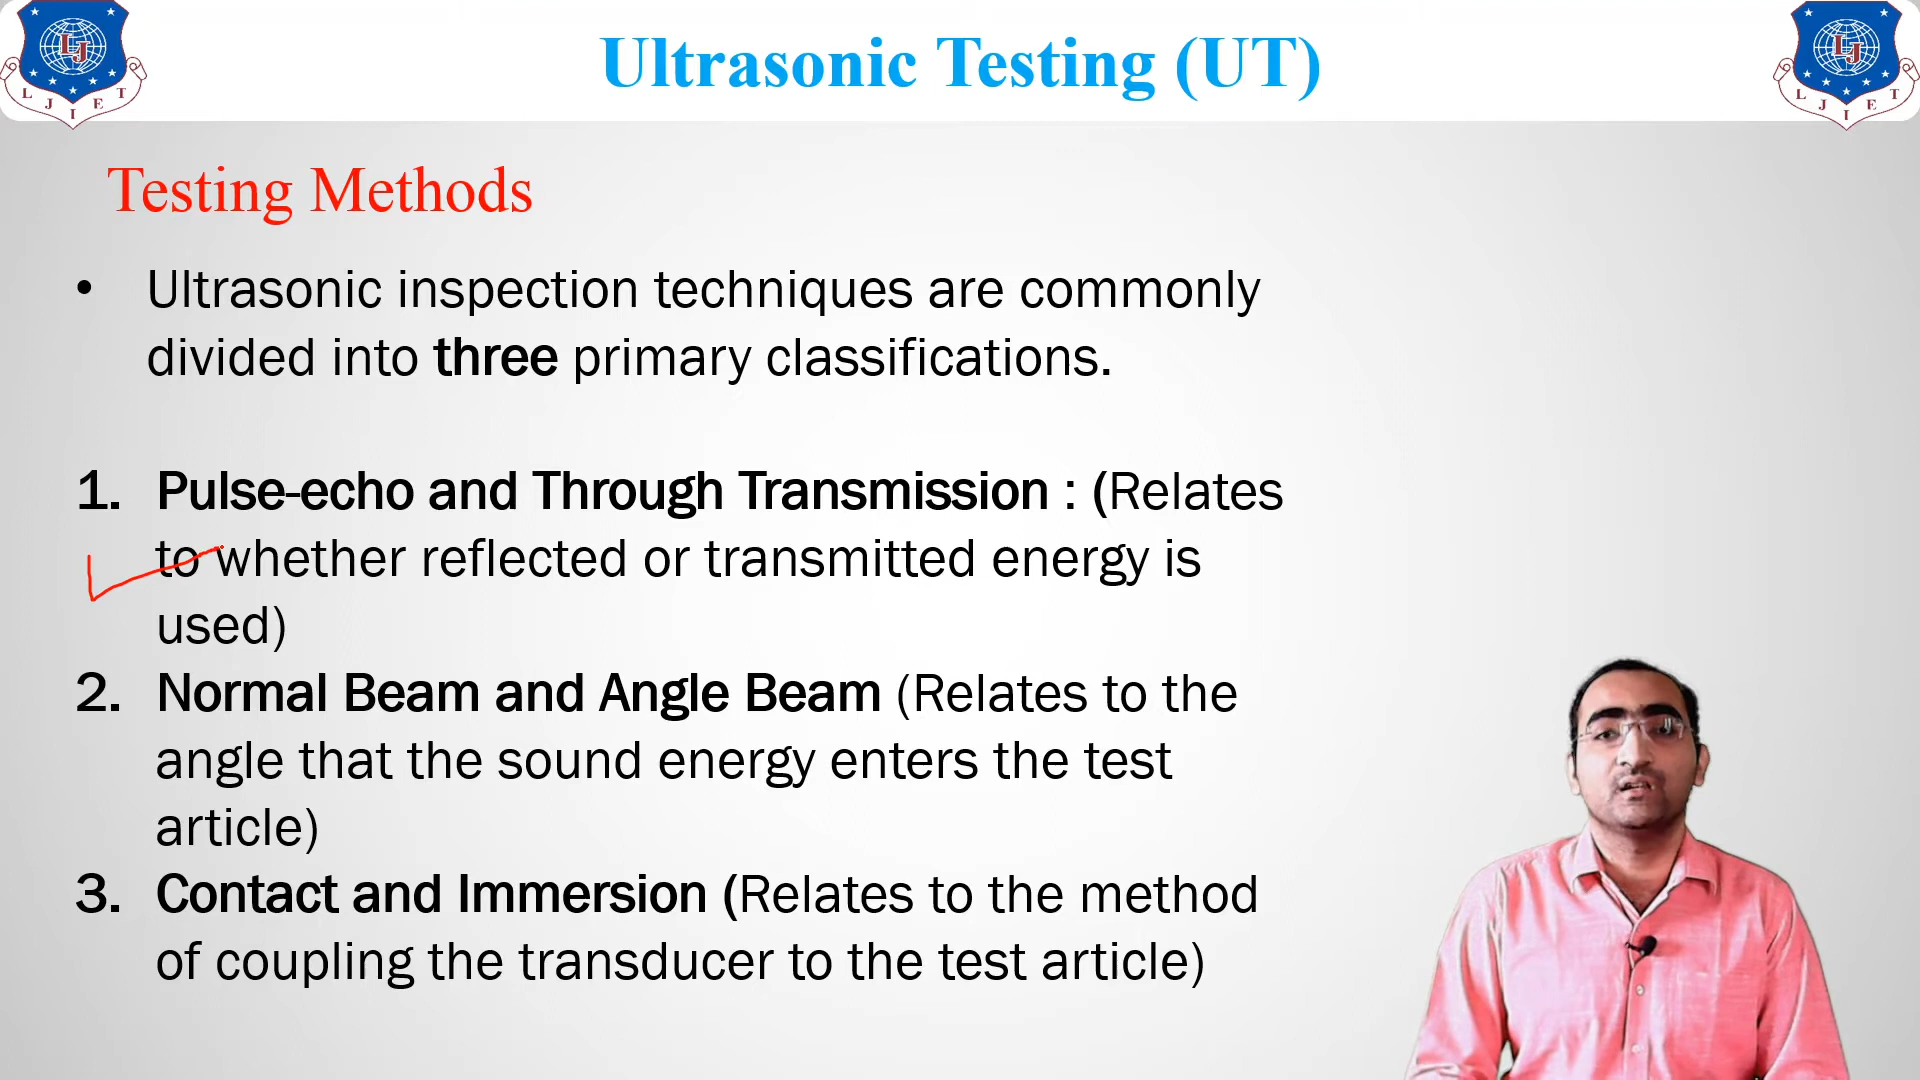 Ultrasonic Testing (UT)
LJ
L J I E T
LJ
L J I E T
Testing Methods
• Ultrasonic inspection techniques are commonly
divided into three primary classifications.
1. Pulse-echo and Through Transmission : (Relates
to whether reflected or transmitted energy is
used)
2. Normal Beam and Angle Beam (Relates to the
angle that the sound energy enters the test
article)
3. Contact and Immersion (Relates to the method
of coupling the transducer to the test article)